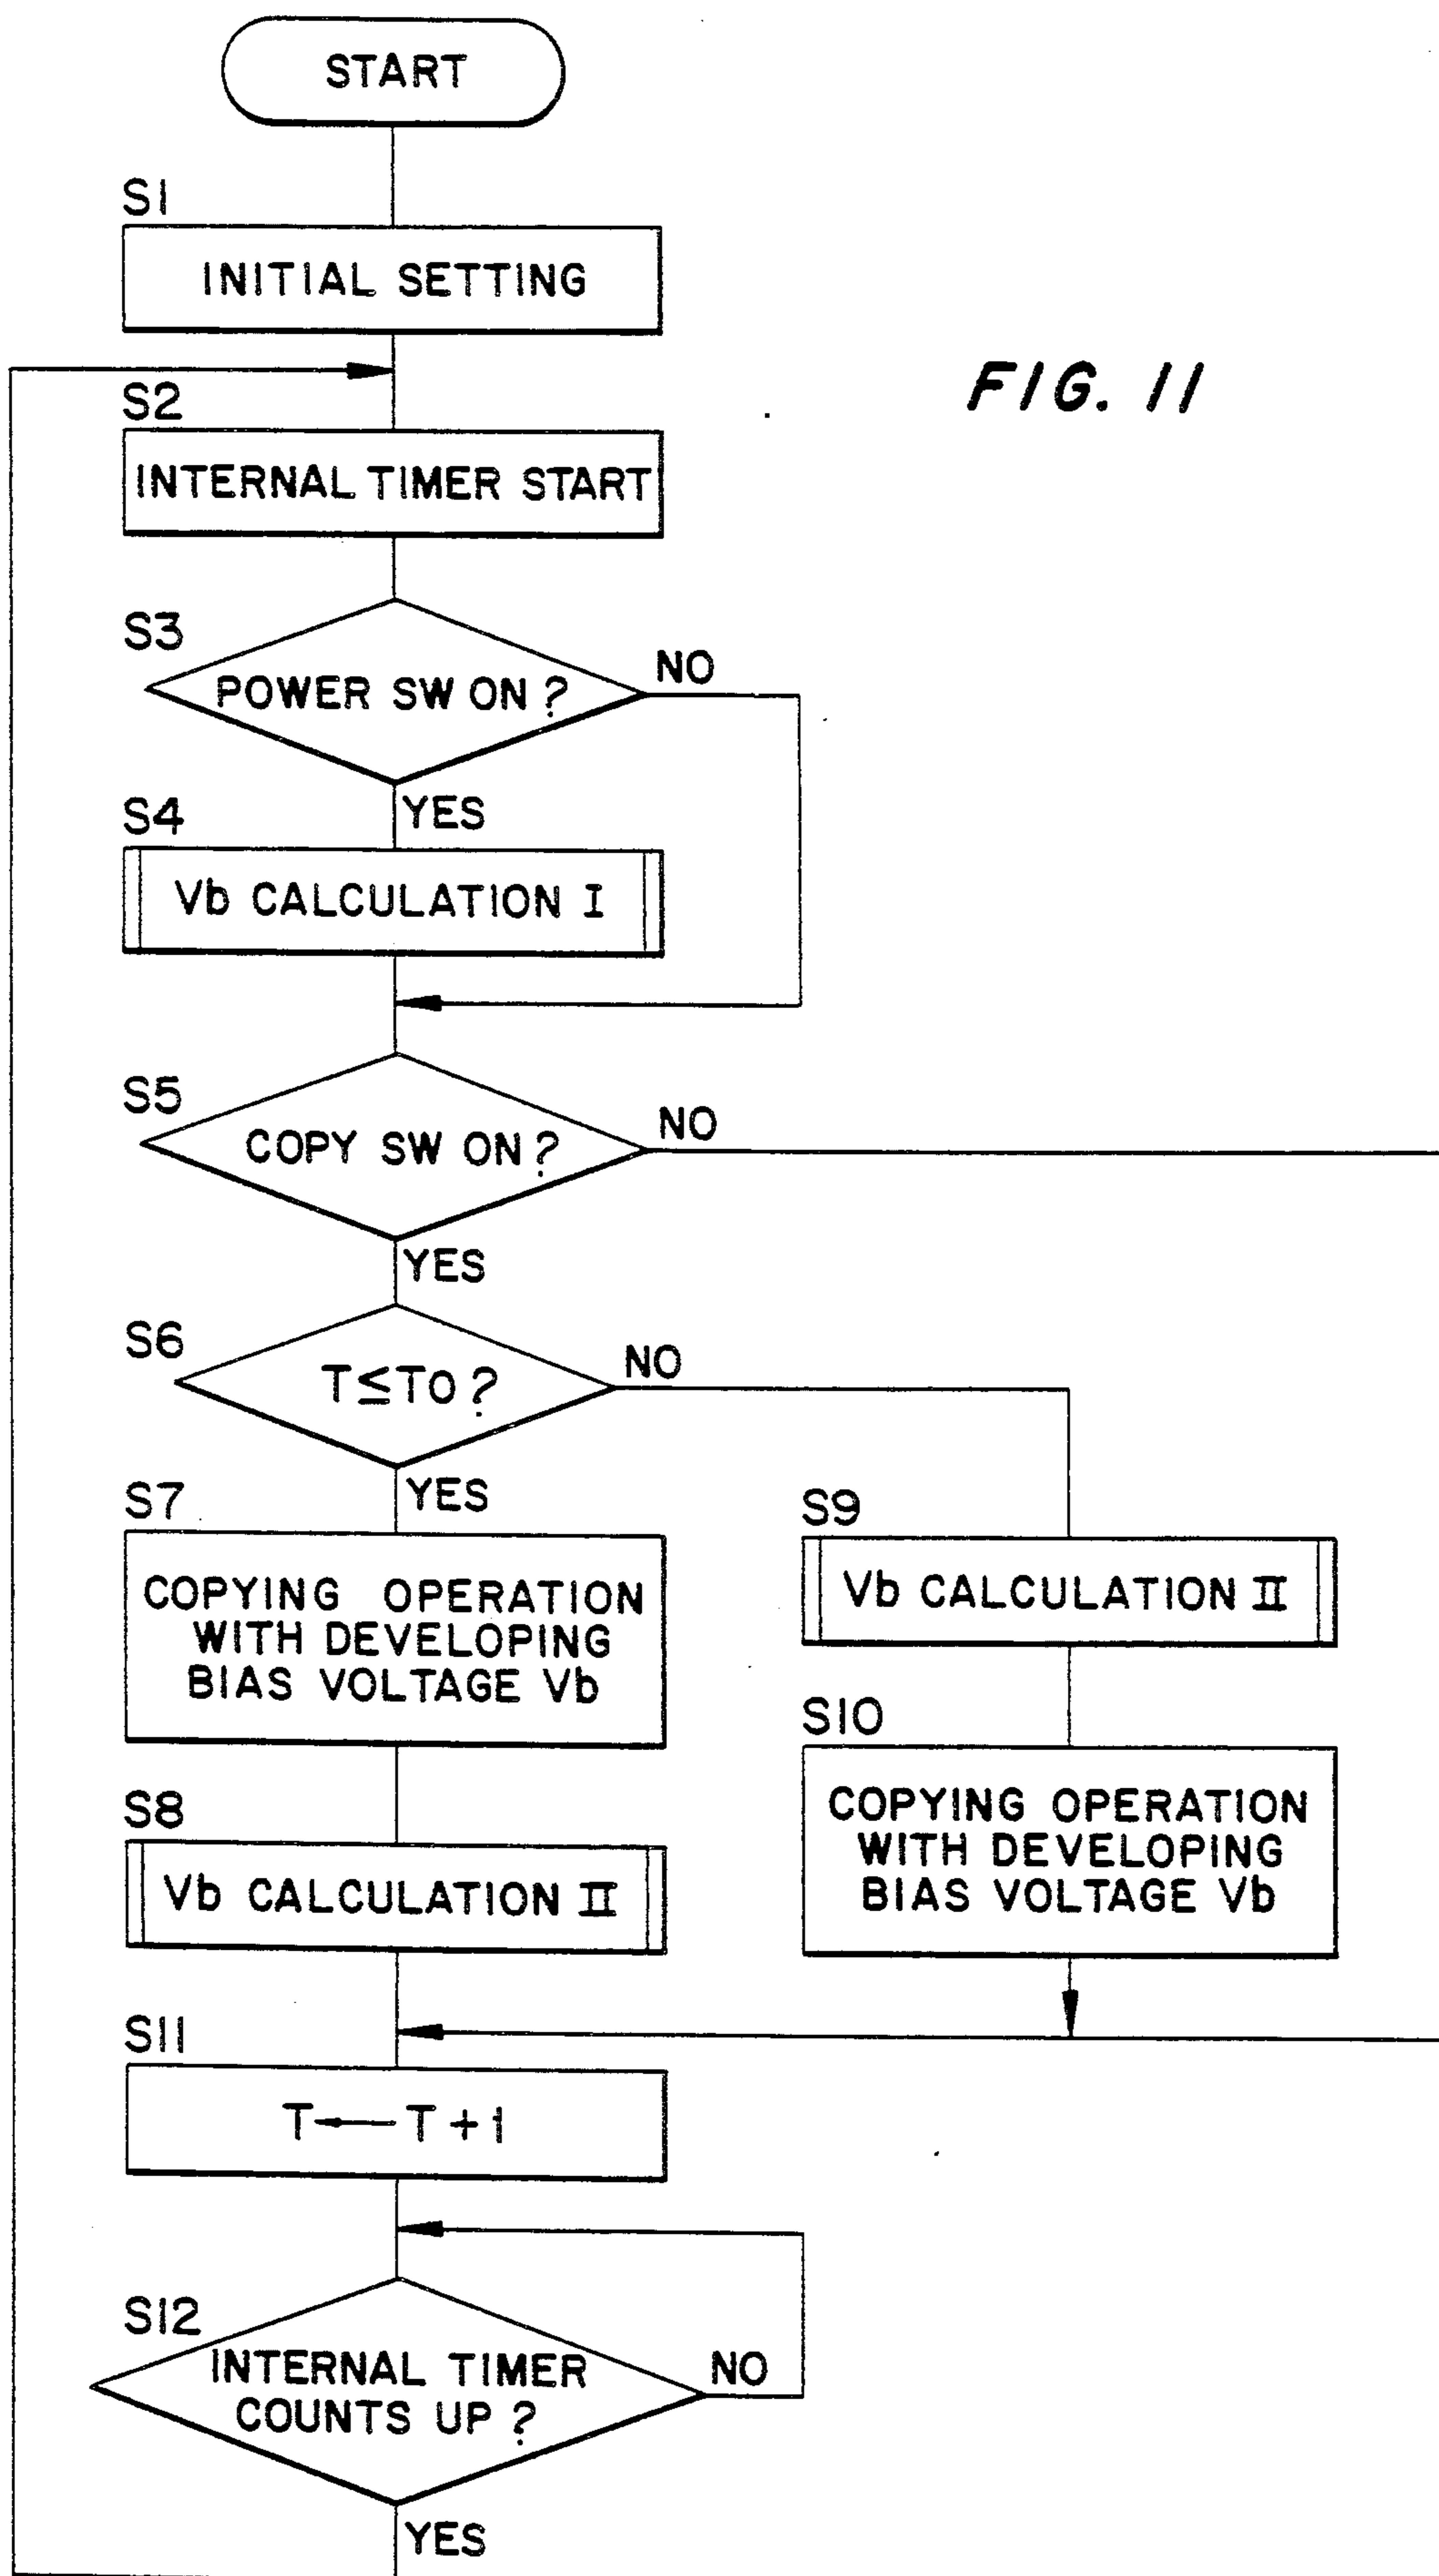 START
S1
INITIAL SETTING
FIG. 11
S2
INTERNAL TIMER START
S3
POWER SW ON ?
NO
YES
S4
Vb CALCULATION I
S5
COPY SW ON ?
NO
YES
S6
T≤TO ?
NO
YES
S7
COPYING OPERATION
WITH DEVELOPING
BIAS VOLTAGE Vb
S9
Vb CALCULATION II
S10
COPYING OPERATION
WITH DEVELOPING
BIAS VOLTAGE Vb
S8
Vb CALCULATION II
S11
T ← T + 1
S12
INTERNAL TIMER
COUNTS UP ?
NO
YES